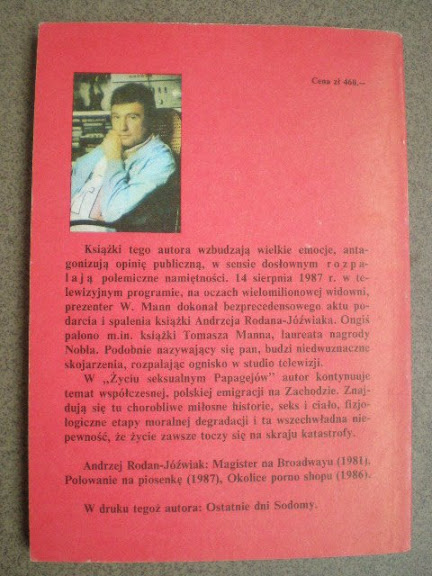 Cena zł 460.—
Książki tego autora wzbudzają wielkie emocje, anta-
gonizują opinię publiczną, w sensie dosłownym rozpa-
lają polemiczne namiętności. 14 sierpnia 1987 r. w te-
lewizyjnym programie, na oczach wielomilionowej widowni,
prezenter W. Mann dokonał bezprecedensowego aktu po-
darcia i spalenia książki Andrzeja Rodana-Jóźwiaka. Ongiś
palono m.in. książki Tomasza Manna, laureata nagrody
Nobla. Podobnie nazywający się pan, budzi niedwuznaczne
skojarzenia, rozpalając ognisko w studio telewizji.
W „Życiu seksualnym Papagejów” autor kontynuuje
temat współczesnej, polskiej emigracji na Zachodzie. Znaj-
dują się tu chorobliwe miłosne historie, seks i ciało, fizjo-
logiczne etapy moralnej degradacji i ta wszechwładna nie-
pewność, że życie zawsze toczy się na skraju katastrofy.
Andrzej Rodan-Jóźwiak: Magister na Broadwayu (1981),
Polowanie na piosenkę (1987), Okolice porno shopu (1986).
W druku tegoż autora: Ostatnie dni Sodomy.